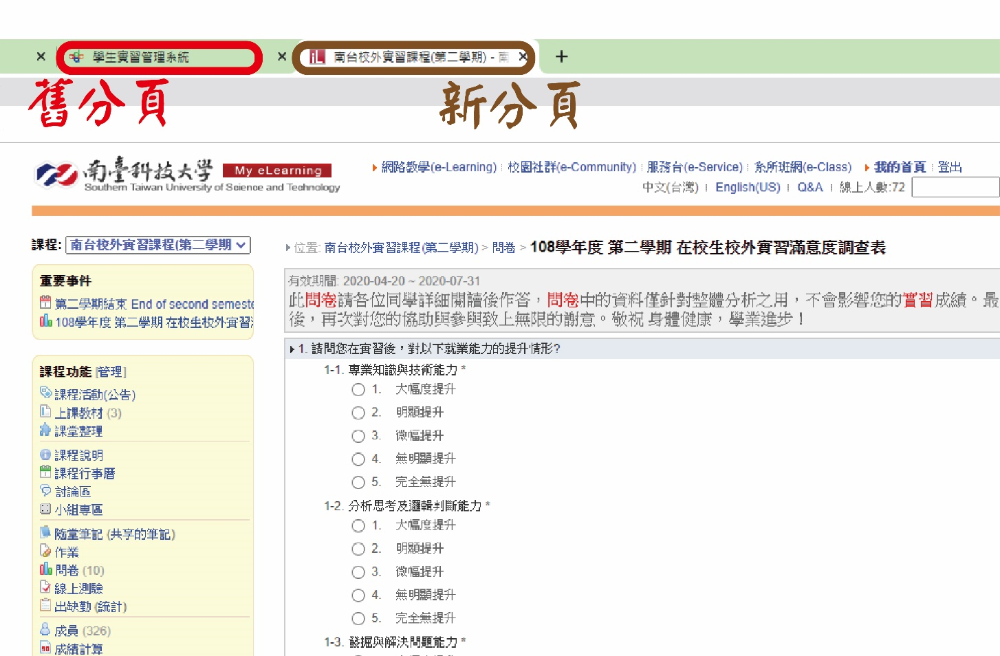 學生實習管理系統
南台校外實習課程(第二學期) - 南
舊分頁
新分頁
南臺科技大學 My eLearning
Southern Taiwan University of Science and Technology
網路教學(e-Learning) 校園社群(e-Community) 服務台(e-Service) 系所班網(e-Class) 我的首頁 登出
中文(台灣) English(US) Q&A 線上人數:72
課程: 南台校外實習課程(第二學期
重要事件
第二學期結束 End of second semeste
108學年度 第二學期 在校生校外實習
課程功能 [管理]
課程活動(公告)
上課教材 (3)
課堂整理
課程說明
課程行事曆
討論區
小組專區
隨堂筆記 (共享的筆記)
作業
問卷 (10)
線上測驗
出缺勤 (統計)
成員 (326)
成績計算
位置: 南台校外實習課程(第二學期) > 問卷 > 108學年度 第二學期 在校生校外實習滿意度調查表
有效期間: 2020-04-20 ~ 2020-07-31
此問卷請各位同學詳細閱讀後作答，問卷中的資料僅針對整體分析之用，不會影響您的實習成績。最
後，再次對您的協助與參與致上無限的謝意。敬祝 身體健康，學業進步！
1. 請問您在實習後，對以下就業能力的提升情形?
1-1. 專業知識與技術能力 *
1. 大幅度提升
2. 明顯提升
3. 微幅提升
4. 無明顯提升
5. 完全無提升
1-2. 分析思考及邏輯判斷能力 *
1. 大幅度提升
2. 明顯提升
3. 微幅提升
4. 無明顯提升
5. 完全無提升
1-3. 發掘與解決問題能力 *